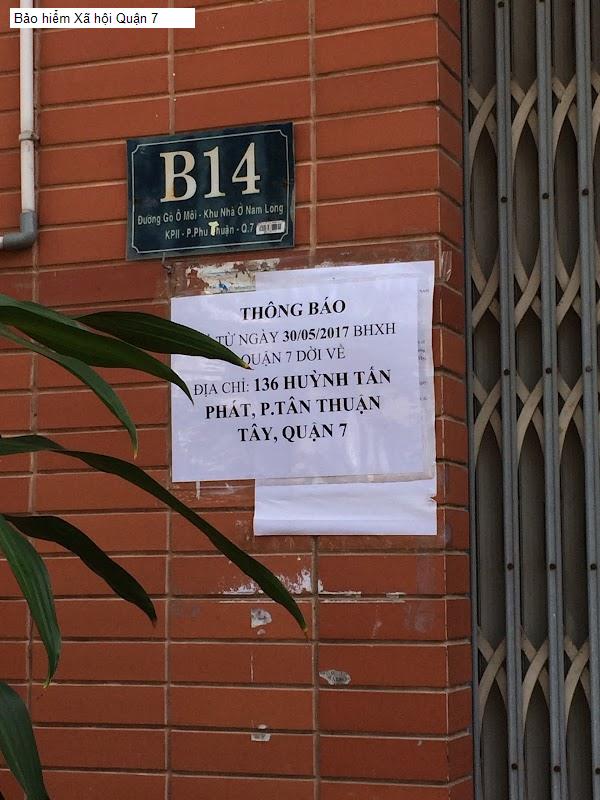 Bảo hiểm Xã hội Quận 7
B14
Đường Gò Ô Môi - Khu Nhà Ở Nam Long
KPII - P.Phú Thuận - Q.7
THÔNG BÁO
TỪ NGÀY 30/05/2017 BHXH
QUẬN 7 DỜI VỀ
ĐỊA CHỈ: 136 HUỲNH TẤN
PHÁT, P.TÂN THUẬN
TÂY, QUẬN 7